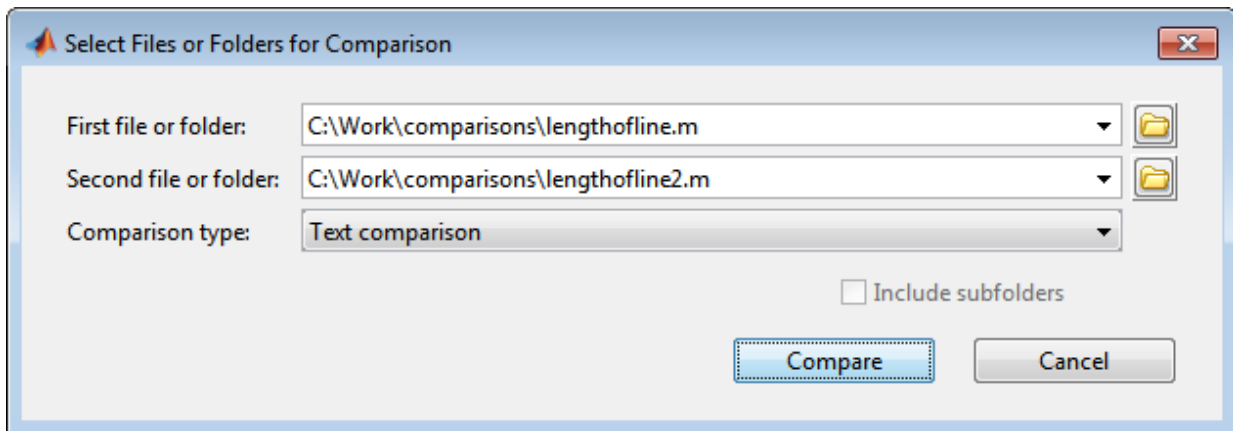 Select Files or Folders for Comparison
First file or folder: C:\Work\comparisons\lengthofline.m
Second file or folder: C:\Work\comparisons\lengthofline2.m
Comparison type: Text comparison
Include subfolders
Compare Cancel